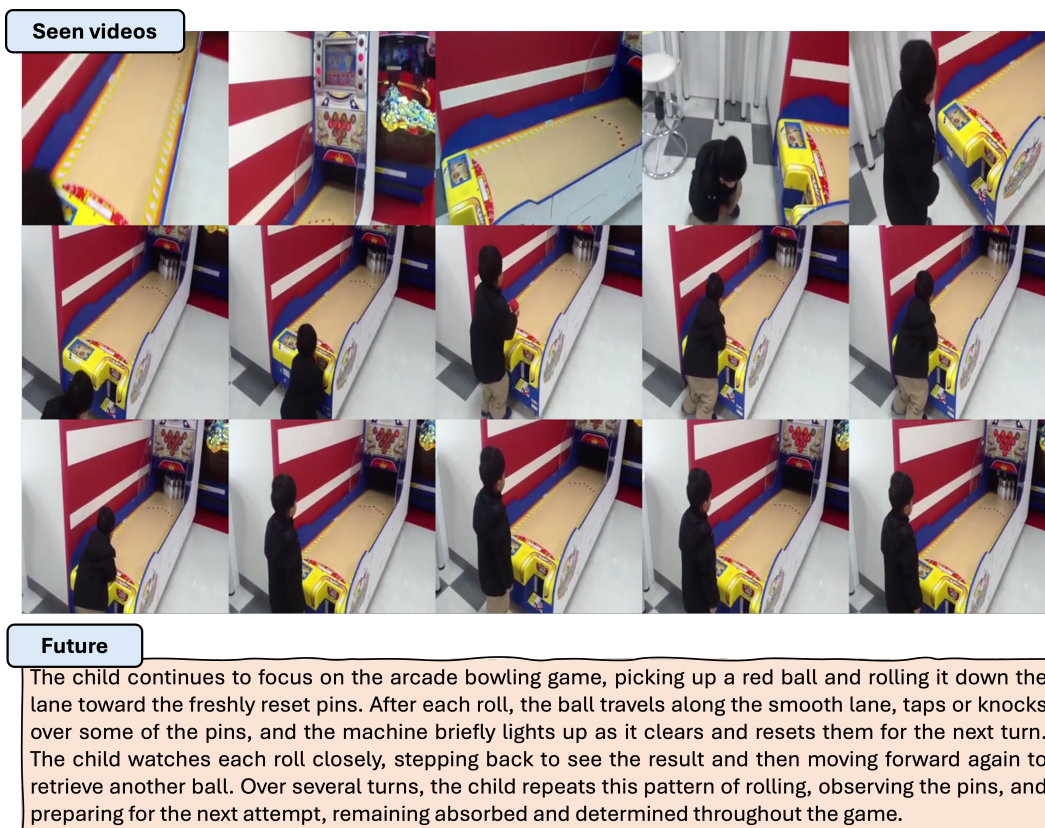 Seen videos
Future
The child continues to focus on the arcade bowling game, picking up a red ball and rolling it down the
lane toward the freshly reset pins. After each roll, the ball travels along the smooth lane, taps or knocks
over some of the pins, and the machine briefly lights up as it clears and resets them for the next turn.
The child watches each roll closely, stepping back to see the result and then moving forward again to
retrieve another ball. Over several turns, the child repeats this pattern of rolling, observing the pins, and
preparing for the next attempt, remaining absorbed and determined throughout the game.